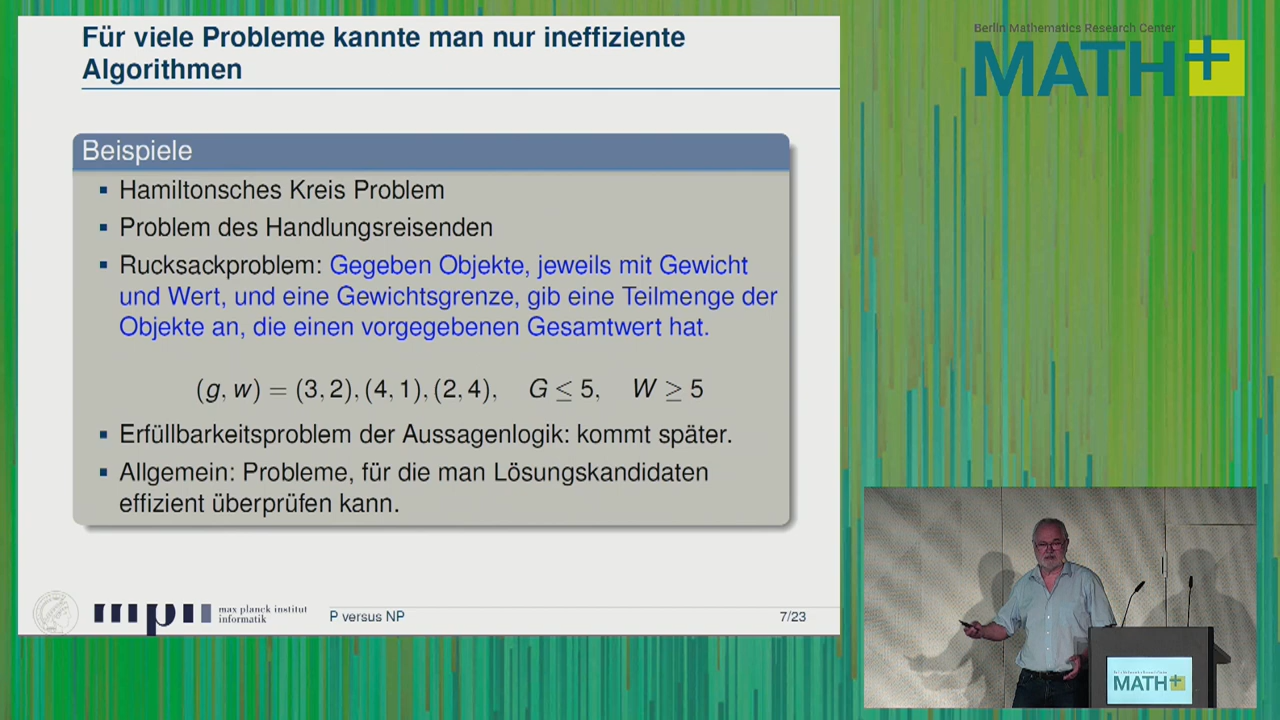 Für viele Probleme kannte man nur ineffiziente
Algorithmen
Beispiele
Hamiltonsches Kreis Problem
Problem des Handlungsreisenden
Rucksackproblem: Gegeben Objekte, jeweils mit Gewicht
und Wert, und eine Gewichtsgrenze, gib eine Teilmenge der
Objekte an, die einen vorgegebenen Gesamtwert hat.
(g, w) = (3, 2), (4, 1), (2, 4), G ≤ 5, W ≥ 5
Erfüllbarkeitsproblem der Aussagenlogik: kommt später.
Allgemein: Probleme, für die man Lösungskandidaten
effizient überprüfen kann.
max planck institut
informatik
P versus NP
7/23
Berlin Mathematics Research Center
MATH+
MATH+